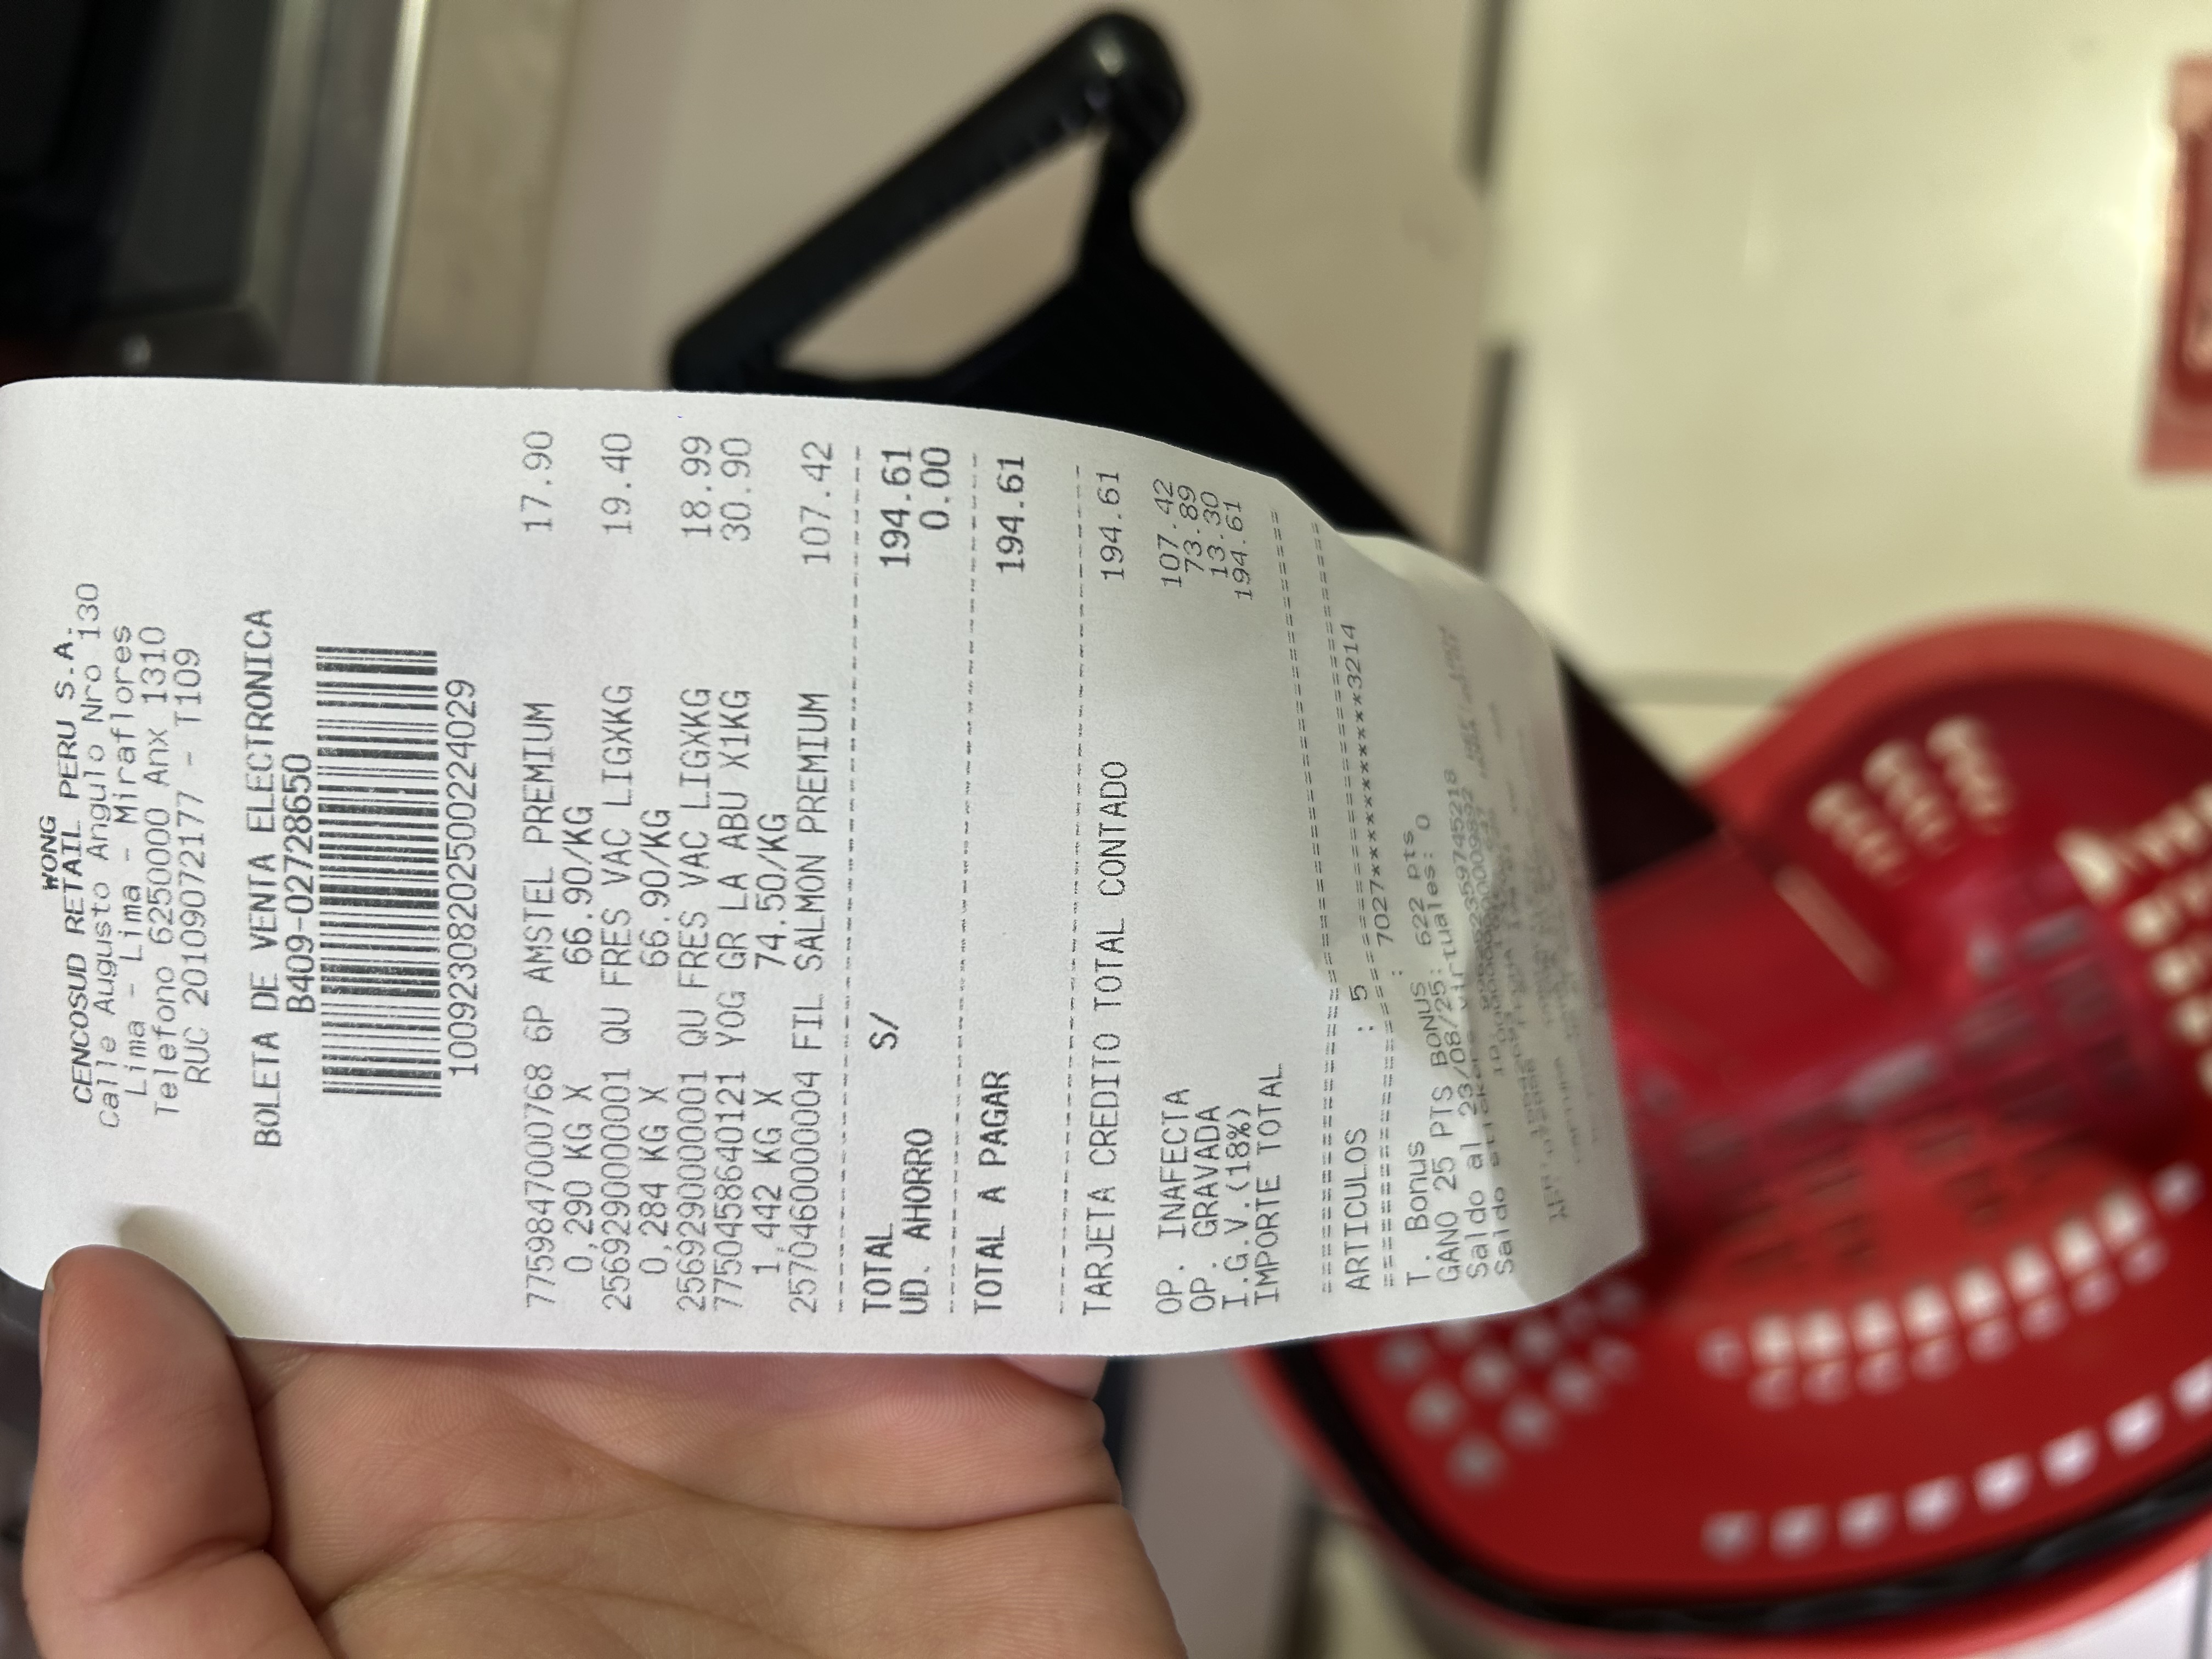 WONG
CENCOSUD RETAIL PERU S.A.
Calle Augusto Angulo Nro 130
Lima - Lima - Miraflores
Telefono 6250000 Anx 1310
RUC 20109072177 - T109
BOLETA DE VENTA ELECTRONICA
B409-02728650
10092308202500224029
7759847000768 6P AMSTEL PREMIUM 17.90
0,290 KG X 66.90/KG
2569290000001 QU FRES VAC LIGXKG 19.40
0,284 KG X 66.90/KG
2569290000001 QU FRES VAC LIGXKG 18.99
7750458640121 YOG GR LA ABU X1KG 30.90
1,442 KG X 74.50/KG
2570460000004 FIL SALMON PREMIUM 107.42
TOTAL S/ 194.61
UD. AHORRO 0.00
TOTAL A PAGAR 194.61
TARJETA CREDITO TOTAL CONTADO 194.61
OP. INAFECTA 107.42
OP. GRAVADA 73.89
I.G.V.(18%) 13.30
IMPORTE TOTAL 194.61
ARTICULOS : 5
T. Bonus : 7027***********3214
GANO 25 PTS BONUS
Saldo al 23/08/25: 622 pts
Saldo stickers virtuales: 0